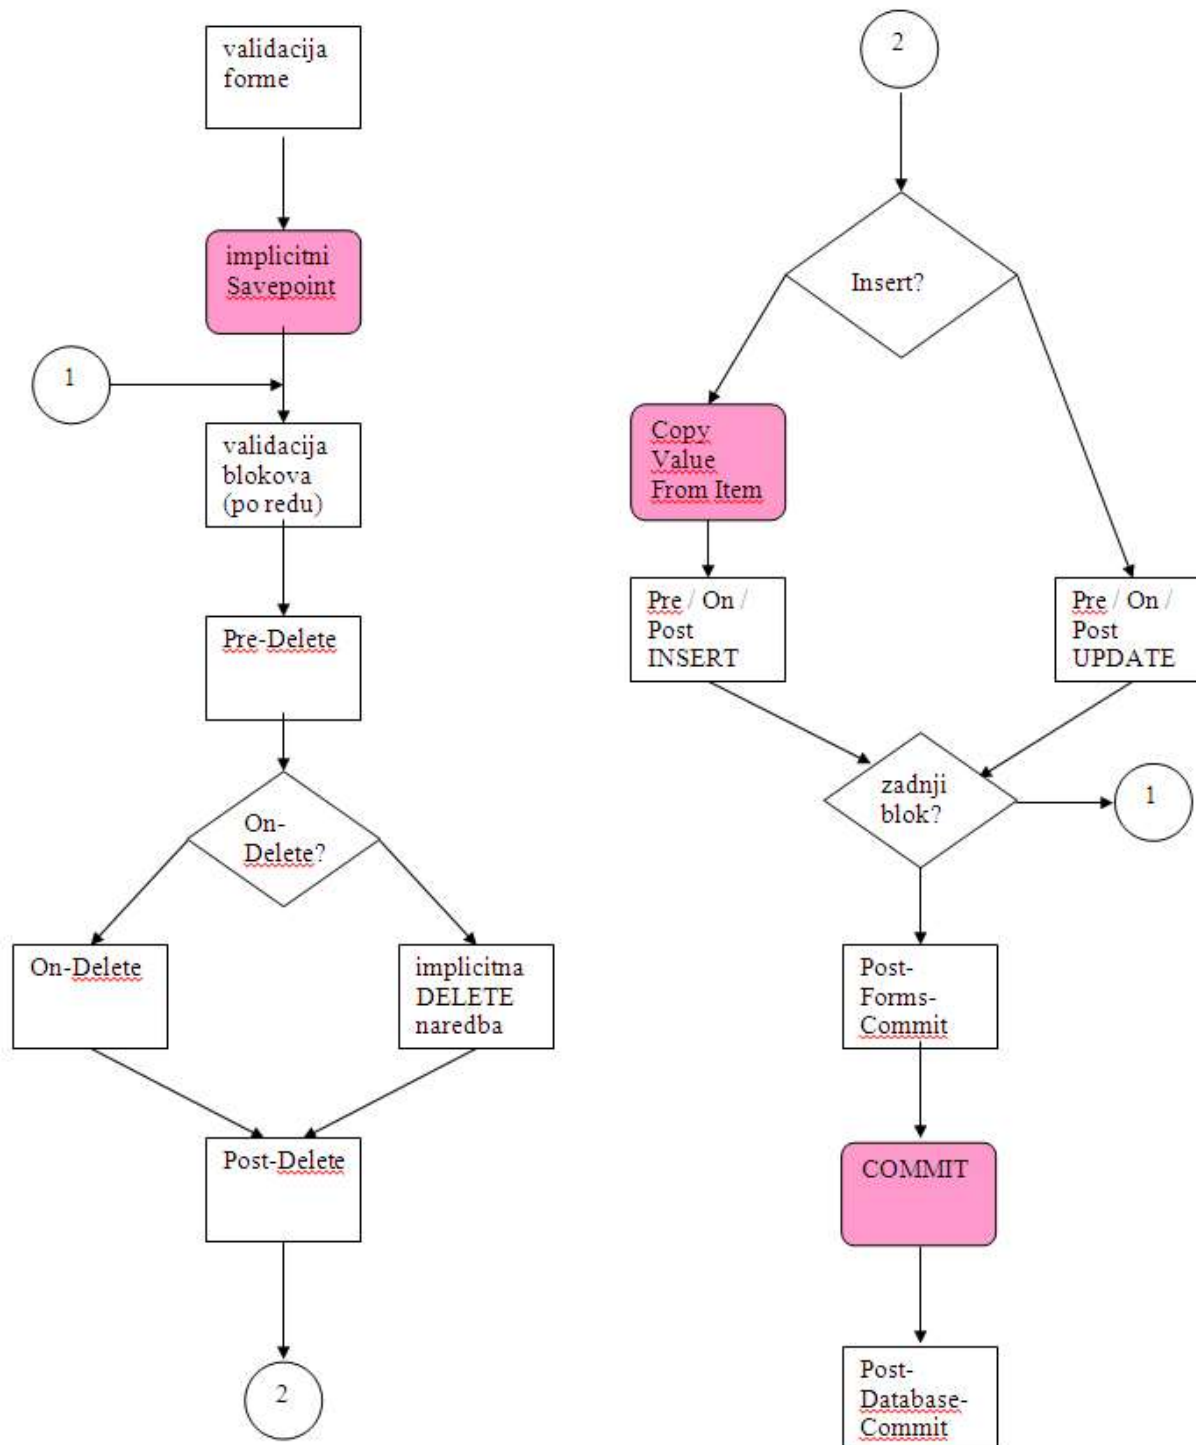 validacija
forme
implicitni
Savepoint
1
validacija
blokova
(po redu)
Pre-Delete
On-
Delete?
On-Delete
implicitna
DELETE
naredba
Post-Delete
2
2
Insert?
Copy
Value
From Item
Pre / On /
Post
INSERT
Pre / On /
Post
UPDATE
zadnji
blok?
1
Post-
Forms-
Commit
COMMIT
Post-
Database-
Commit